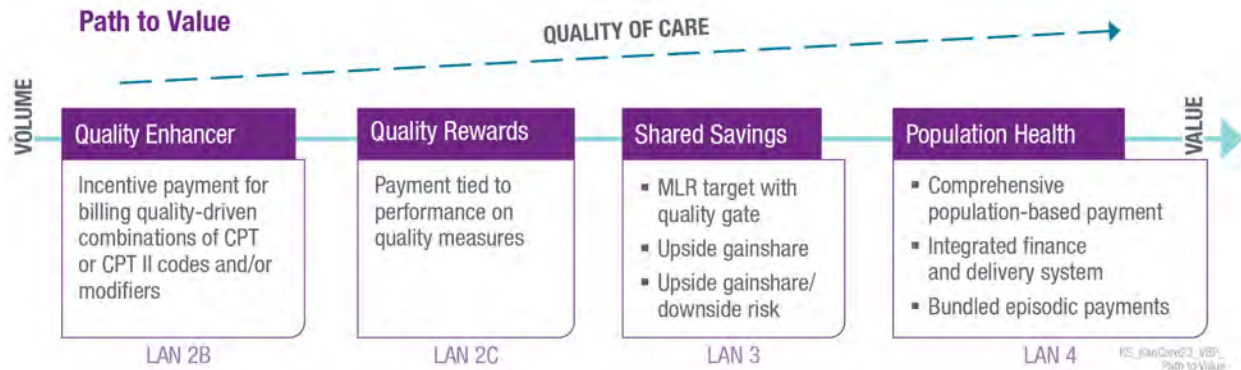 Path to Value
QUALITY OF CARE
VOLUME
Quality Enhancer
Incentive payment for
billing quality-driven
combinations of CPT
or CPT II codes and/or
modifiers
LAN 2B
Quality Rewards
Payment tied to
performance on
quality measures
LAN 2C
Shared Savings
▪ MLR target with
quality gate
▪ Upside gainshare
▪ Upside gainshare/
downside risk
LAN 3
Population Health
▪ Comprehensive
population-based payment
▪ Integrated finance
and delivery system
▪ Bundled episodic payments
LAN 4
VALUE
Path to Value